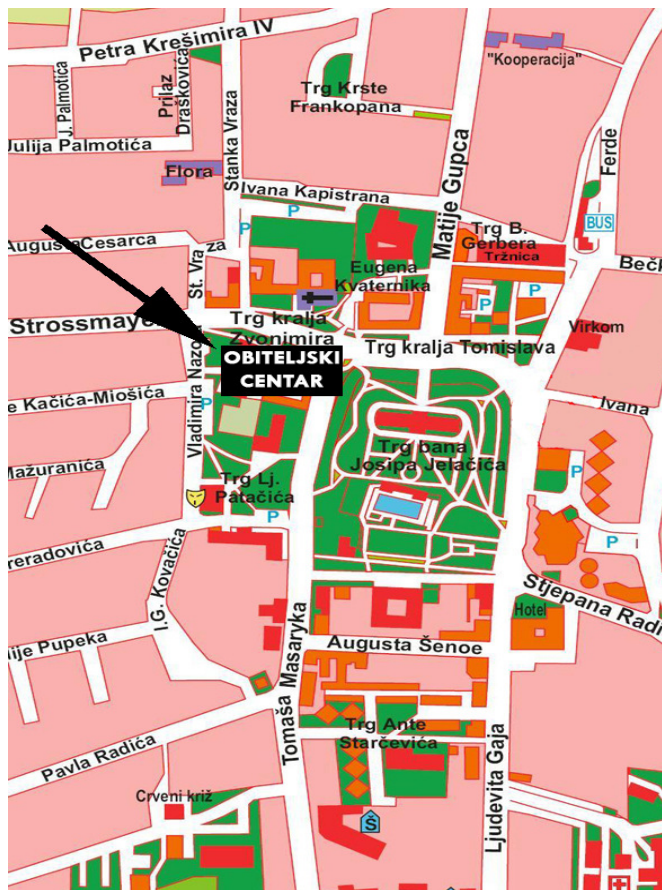 Petra Krešimira IV
"Kooperacija"
J. Palmotića
Prilaz
Draškovića
Trg Krste
Frankopana
Stanka Vraza
Julija Palmotića
Ferde
Flora
Ivana Kapistrana
Matije Gupca
P
P
Trg B.
Gerbera
Tržnica
BUS
Augusta Cesarca
St. Vraza
Eugena
Kvaternika
Bečk
P
P
Strossmaye
Trg kralja
Zvonimira
Virkom
OBITELJSKI
CENTAR
Trg kralja Tomislava
Vladimira Nazo
e Kačića-Miošića
P
Ivana
Trg bana
Josipa Jelačića
Mažuranića
Trg Lj.
Patačića
P
P
P
reradovića
I.G. Kovačića
Stjepana Radi
Hotel
ije Pupeka
Tomaša Masaryka
Augusta Šenoe
Trg Ante
Starčevića
Pavla Radića
Ljudevita Gaja
Crveni križ
Š